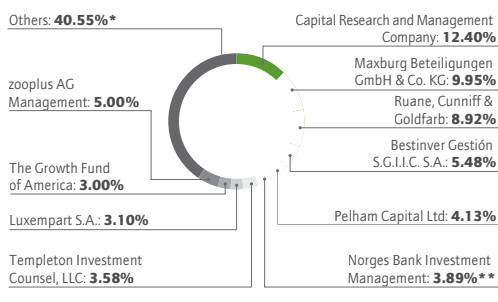 Others: 40.55%*
Capital Research and Management
Company: 12.40%
Maxburg Beteiligungen
GmbH & Co. KG: 9.95%
Ruane, Cunniff &
Goldfarb: 8.92%
Bestinver Gestión
S.G.I.I.C. S.A.: 5.48%
Pelham Capital Ltd: 4.13%
Norges Bank Investment
Management: 3.89%**
Templeton Investment
Counsel, LLC: 3.58%
Luxempart S.A.: 3.10%
The Growth Fund
of America: 3.00%
zooplus AG
Management: 5.00%